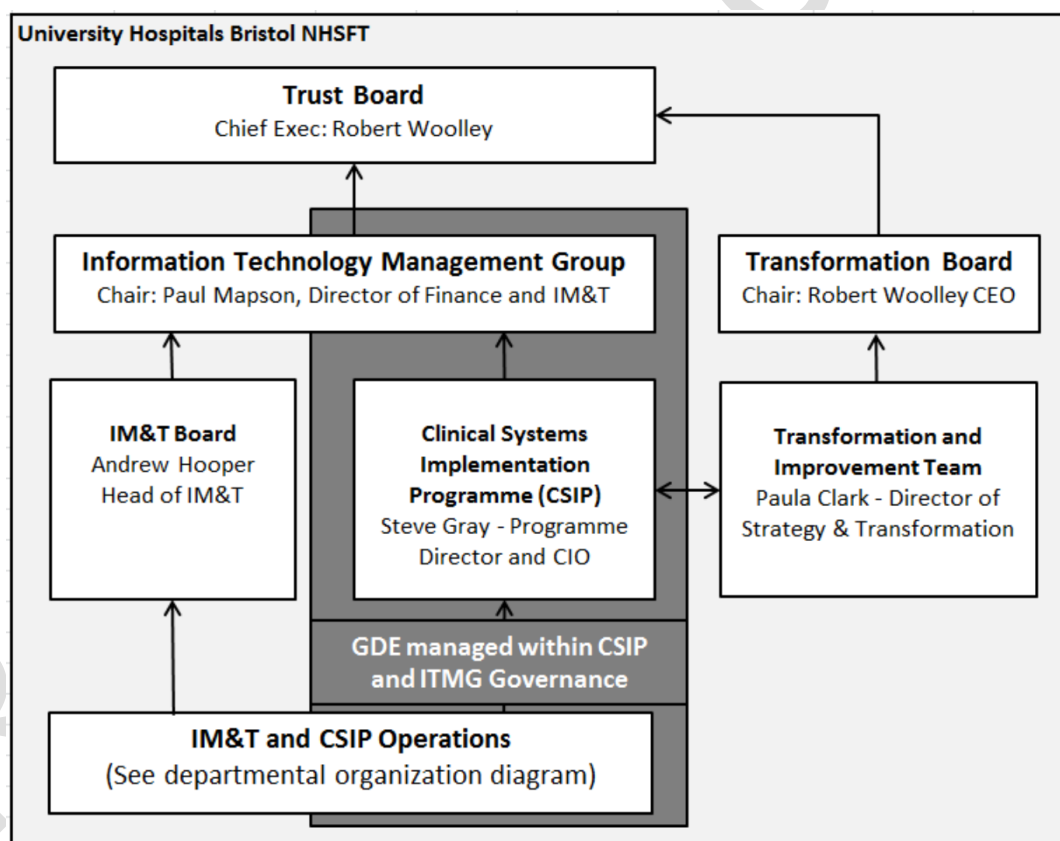 University Hospitals Bristol NHSFT
Trust Board
Chief Exec: Robert Woolley
Information Technology Management Group
Chair: Paul Mapson, Director of Finance and IM&T
Transformation Board
Chair: Robert Woolley CEO
IM&T Board
Andrew Hooper
Head of IM&T
Clinical Systems
Implementation
Programme (CSIP)
Steve Gray - Programme
Director and CIO
Transformation and
Improvement Team
Paula Clark - Director of
Strategy & Transformation
GDE managed within CSIP
and ITMG Governance
IM&T and CSIP Operations
(See departmental organization diagram)